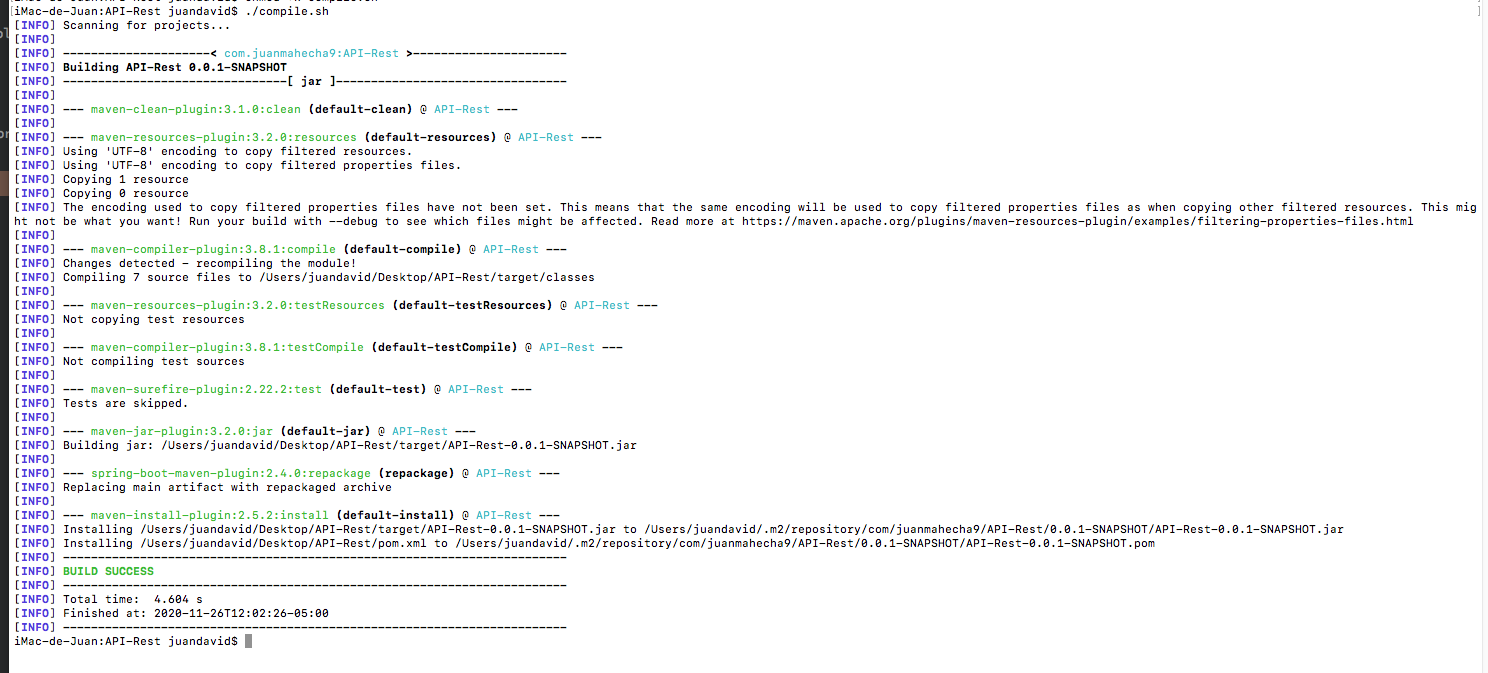 iMac-de-Juan:API-Rest juandavid$ ./compile.sh
[INFO] Scanning for projects...
[INFO]
[INFO] ---------------------< com.juanmahecha9:API-Rest >----------------------
[INFO] Building API-Rest 0.0.1-SNAPSHOT
[INFO] --------------------------------[ jar ]---------------------------------
[INFO]
[INFO] --- maven-clean-plugin:3.1.0:clean (default-clean) @ API-Rest ---
[INFO]
[INFO] --- maven-resources-plugin:3.2.0:resources (default-resources) @ API-Rest ---
[INFO] Using 'UTF-8' encoding to copy filtered resources.
[INFO] Using 'UTF-8' encoding to copy filtered properties files.
[INFO] Copying 1 resource
[INFO] Copying 0 resource
[INFO] The encoding used to copy filtered properties files have not been set. This means that the same encoding will be used to copy filtered properties files as when copying other filtered resources. This mig
ht not be what you want! Run your build with --debug to see which files might be affected. Read more at https://maven.apache.org/plugins/maven-resources-plugin/examples/filtering-properties-files.html
[INFO]
[INFO] --- maven-compiler-plugin:3.8.1:compile (default-compile) @ API-Rest ---
[INFO] Changes detected - recompiling the module!
[INFO] Compiling 7 source files to /Users/juandavid/Desktop/API-Rest/target/classes
[INFO]
[INFO] --- maven-resources-plugin:3.2.0:testResources (default-testResources) @ API-Rest ---
[INFO] Not copying test resources
[INFO]
[INFO] --- maven-compiler-plugin:3.8.1:testCompile (default-testCompile) @ API-Rest ---
[INFO] Not compiling test sources
[INFO]
[INFO] --- maven-surefire-plugin:2.22.2:test (default-test) @ API-Rest ---
[INFO] Tests are skipped.
[INFO]
[INFO] --- maven-jar-plugin:3.2.0:jar (default-jar) @ API-Rest ---
[INFO] Building jar: /Users/juandavid/Desktop/API-Rest/target/API-Rest-0.0.1-SNAPSHOT.jar
[INFO]
[INFO] --- spring-boot-maven-plugin:2.4.0:repackage (repackage) @ API-Rest ---
[INFO] Replacing main artifact with repackaged archive
[INFO]
[INFO] --- maven-install-plugin:2.5.2:install (default-install) @ API-Rest ---
[INFO] Installing /Users/juandavid/Desktop/API-Rest/target/API-Rest-0.0.1-SNAPSHOT.jar to /Users/juandavid/.m2/repository/com/juanmahecha9/API-Rest/0.0.1-SNAPSHOT/API-Rest-0.0.1-SNAPSHOT.jar
[INFO] Installing /Users/juandavid/Desktop/API-Rest/pom.xml to /Users/juandavid/.m2/repository/com/juanmahecha9/API-Rest/0.0.1-SNAPSHOT/API-Rest-0.0.1-SNAPSHOT.pom
[INFO] ------------------------------------------------------------------------
[INFO] BUILD SUCCESS
[INFO] ------------------------------------------------------------------------
[INFO] Total time:  4.604 s
[INFO] Finished at: 2020-11-26T12:02:26-05:00
[INFO] ------------------------------------------------------------------------
iMac-de-Juan:API-Rest juandavid$